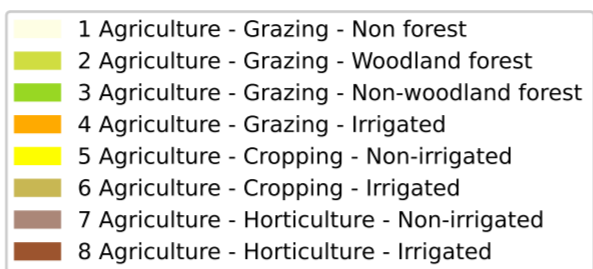 1 Agriculture - Grazing - Non forest
2 Agriculture - Grazing - Woodland forest
3 Agriculture - Grazing - Non-woodland forest
4 Agriculture - Grazing - Irrigated
5 Agriculture - Cropping - Non-irrigated
6 Agriculture - Cropping - Irrigated
7 Agriculture - Horticulture - Non-irrigated
8 Agriculture - Horticulture - Irrigated